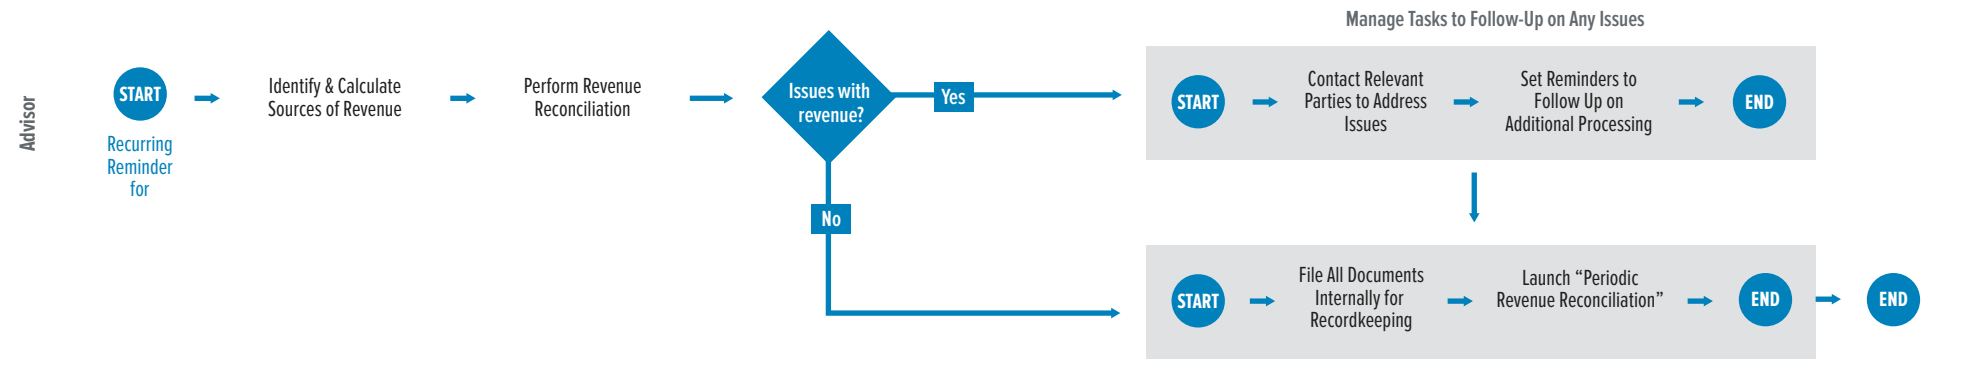 Manage Tasks to Follow-Up on Any Issues
Advisor
START
Recurring
Reminder
for
Identify & Calculate
Sources of Revenue
Perform Revenue
Reconciliation
Issues with
revenue?
Yes
No
START
Contact Relevant
Parties to Address
Issues
Set Reminders to
Follow Up on
Additional Processing
END
START
File All Documents
Internally for
Recordkeeping
Launch “Periodic
Revenue Reconciliation”
END
END